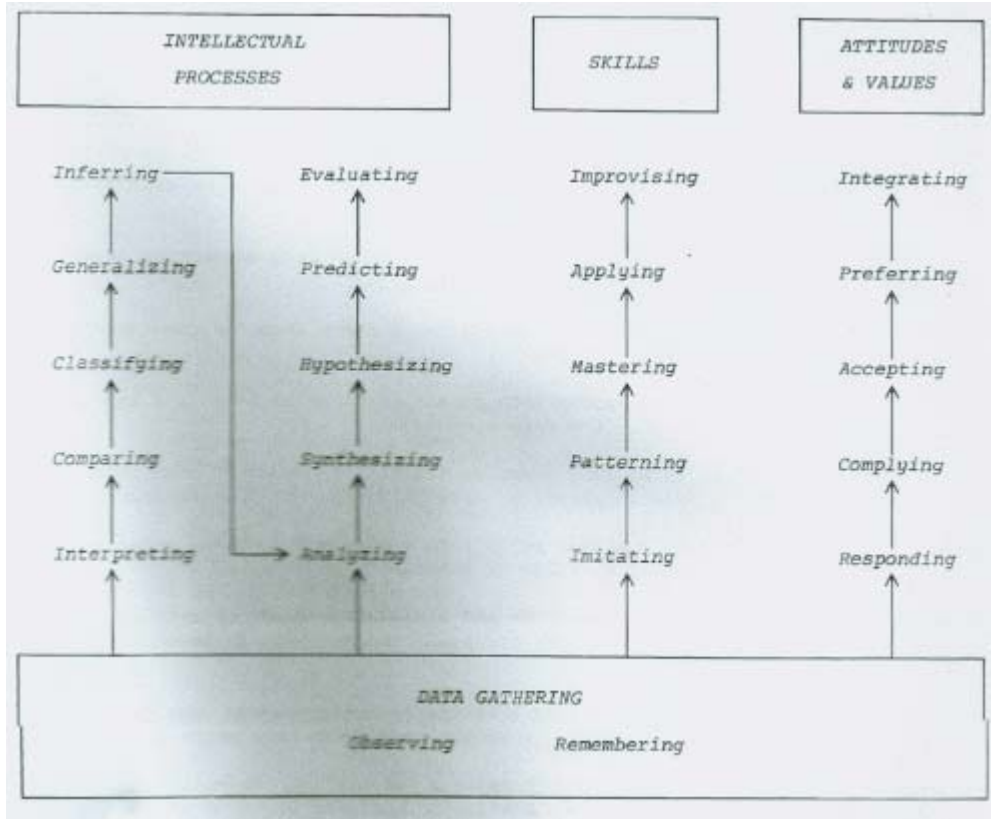 INTELLECTUAL
PROCESSES
SKILLS
ATTITUDES
& VALUES
Inferring
Evaluating
Improvising
Integrating
Generalizing
Predicting
Applying
Preferring
Classifying
Hypothesizing
Mastering
Accepting
Comparing
Synthesizing
Patterning
Complying
Interpreting
Analyzing
Imitating
Responding
DATA GATHERING
Observing
Remembering